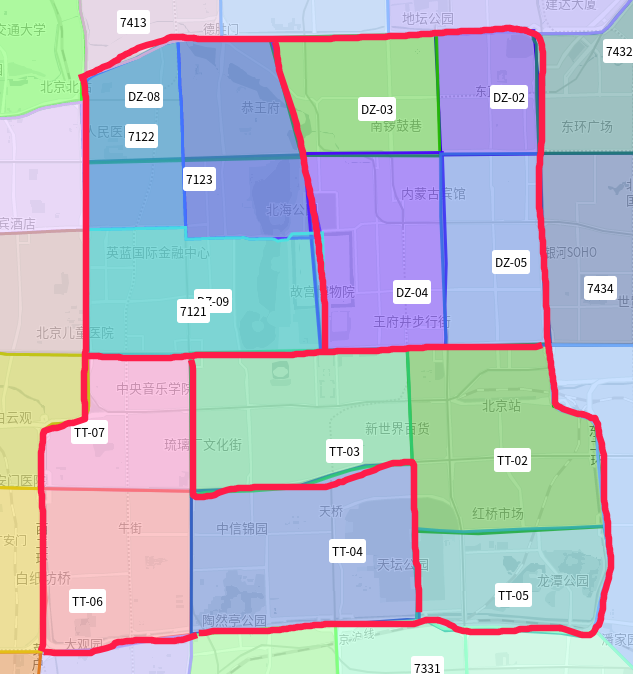 建达大厦
7413
地坛公园
德胜门
交通大学
7432
北京北
DZ-08
DZ-02
恭王府
DZ-03
南锣鼓巷
东环广场
人民医
7122
7123
内蒙古宾馆
北海公
宾酒店
英蓝国际金融中心
DZ-05
银河SOHO
7434
故宫博物院
DZ-04
DZ-09
7121
世
王府井步行街
北京儿童医院
中央音乐学院
北京站
白云观
TT-07
新世界百货
琉璃厂文化街
TT-03
TT-02
安门医院
天桥
红桥市场
中信锦园
牛街
广安门
TT-04
天坛公园
白纸坊桥
龙潭公园
TT-05
TT-06
陶然亭公园
京沪线
潘家园
大观园
7331